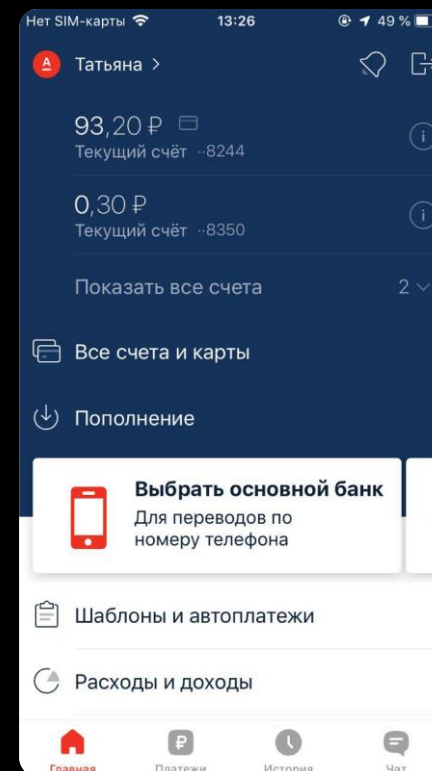 Нет SIM-карты 13:26 49 %
А Татьяна >
93,20 ₽
Текущий счёт ··8244
0,30 ₽
Текущий счёт ··8350
Показать все счета 2
Все счета и карты
Пополнение
Выбрать основной банк
Для переводов по
номеру телефона
Шаблоны и автоплатежи
Расходы и доходы
Главная Платежи История Чат